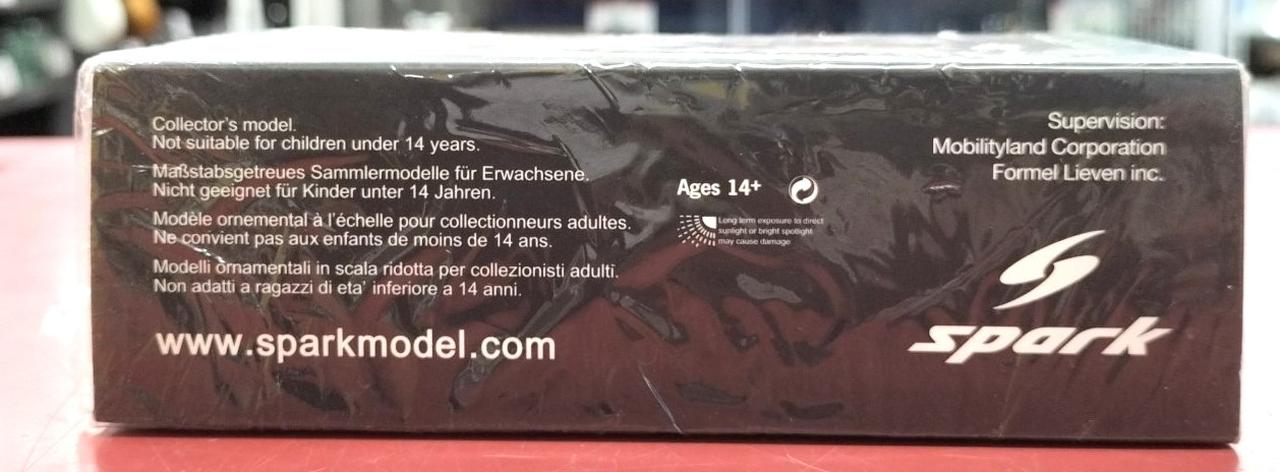 Collector's model.
Not suitable for children under 14 years.
Maßstabsgetreues Sammlermodelle für Erwachsene.
Nicht geeignet für Kinder unter 14 Jahren.
Modèle ornemental à l'échelle pour collectionneurs adultes.
Ne convient pas aux enfants de moins de 14 ans.
Modelli ornamentali in scala ridotta per collezionisti adulti.
Non adatti a ragazzi di eta' inferiore a 14 anni.
www.sparkmodel.com
Ages 14+
Long term exposure to direct
sunlight or bright spotlight
may cause damage
Supervision:
Mobilityland Corporation
Formel Lieven inc.
spark